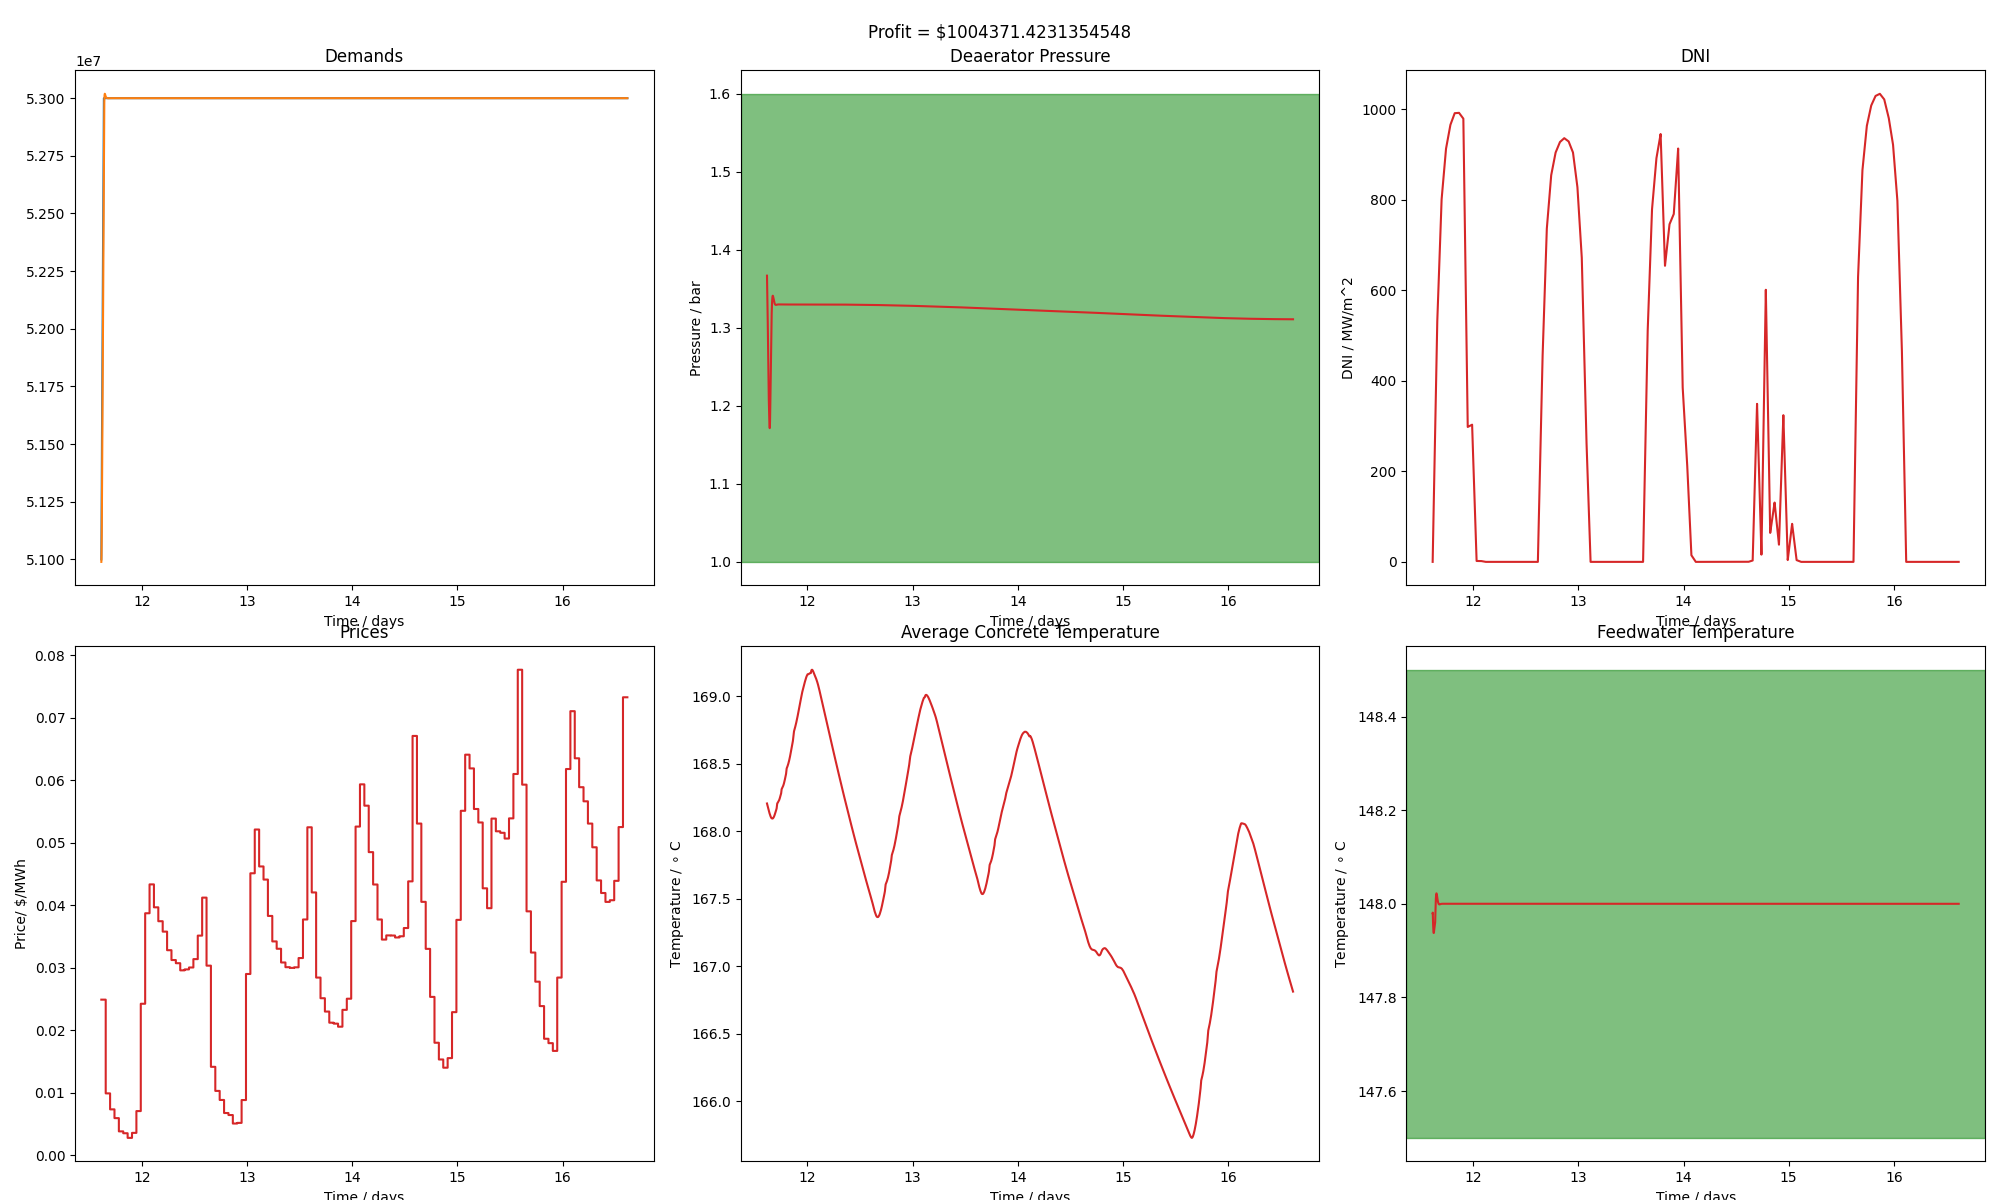 Profit = $1004371.4231354548
Demands
1e7
5.300
5.275
5.250
5.225
5.200
5.175
5.150
5.125
5.100
12 13 14 15 16
Time / days
Deaerator Pressure
Pressure / bar
1.6
1.5
1.4
1.3
1.2
1.1
1.0
12 13 14 15 16
Time / days
DNI
DNI / MW/m^2
1000
800
600
400
200
0
12 13 14 15 16
Time / days
Prices
Price/ $/MWh
0.08
0.07
0.06
0.05
0.04
0.03
0.02
0.01
0.00
12 13 14 15 16
Time / days
Average Concrete Temperature
Temperature / ∘ C
169.0
168.5
168.0
167.5
167.0
166.5
166.0
12 13 14 15 16
Time / days
Feedwater Temperature
Temperature / ∘ C
148.4
148.2
148.0
147.8
147.6
12 13 14 15 16
Time / days